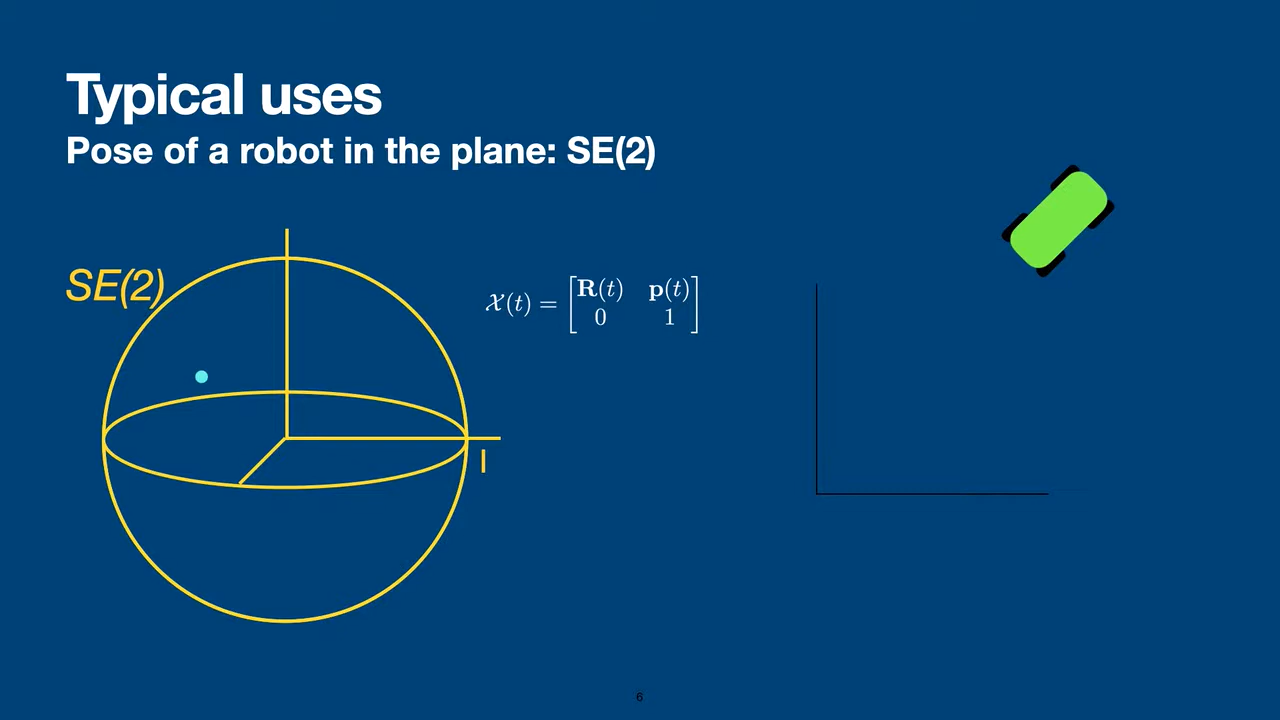 Typical uses
Pose of a robot in the plane: SE(2)
SE(2)
𝒳(t) = [R(t) p(t)
0 1]
I
6